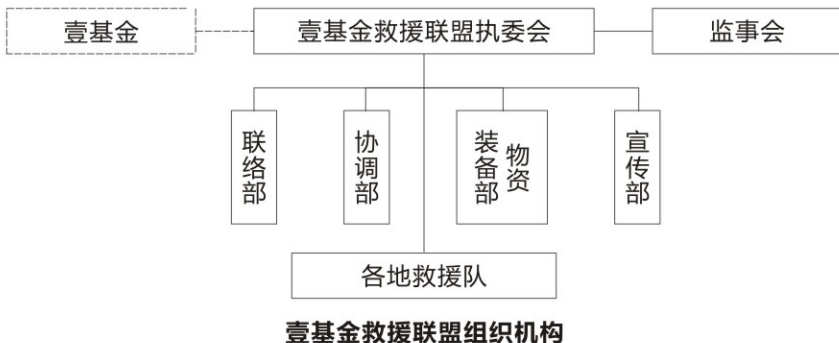 壹基金
壹基金救援联盟执委会
监事会
联络部
协调部
物资
装备部
宣传部
各地救援队
壹基金救援联盟组织机构